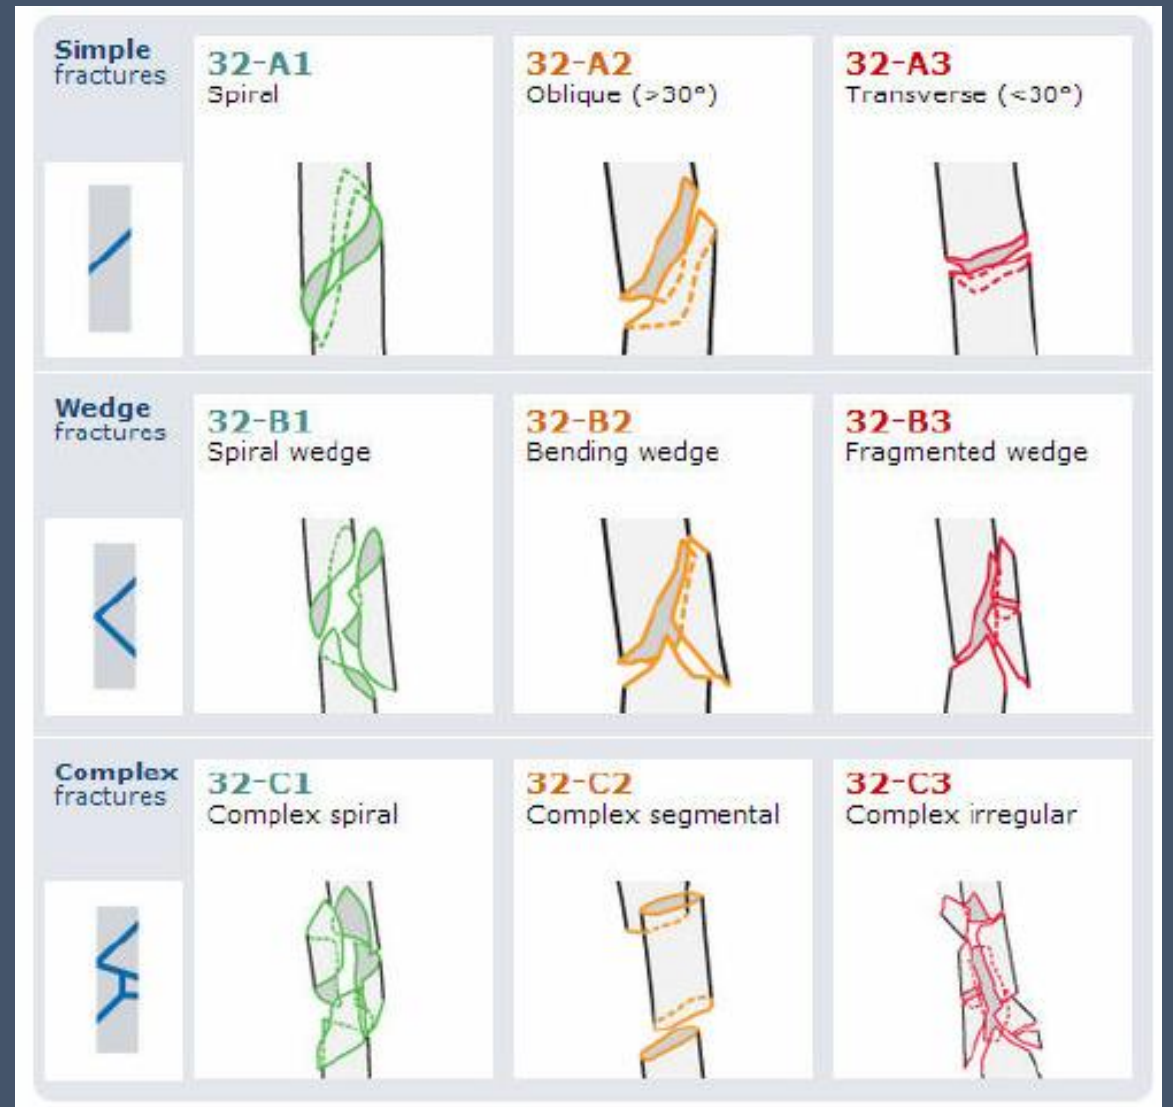 Simple
fractures
32-A1
Spiral
32-A2
Oblique (>30°)
32-A3
Transverse (<30°)
Wedge
fractures
32-B1
Spiral wedge
32-B2
Bending wedge
32-B3
Fragmented wedge
Complex
fractures
32-C1
Complex spiral
32-C2
Complex segmental
32-C3
Complex irregular